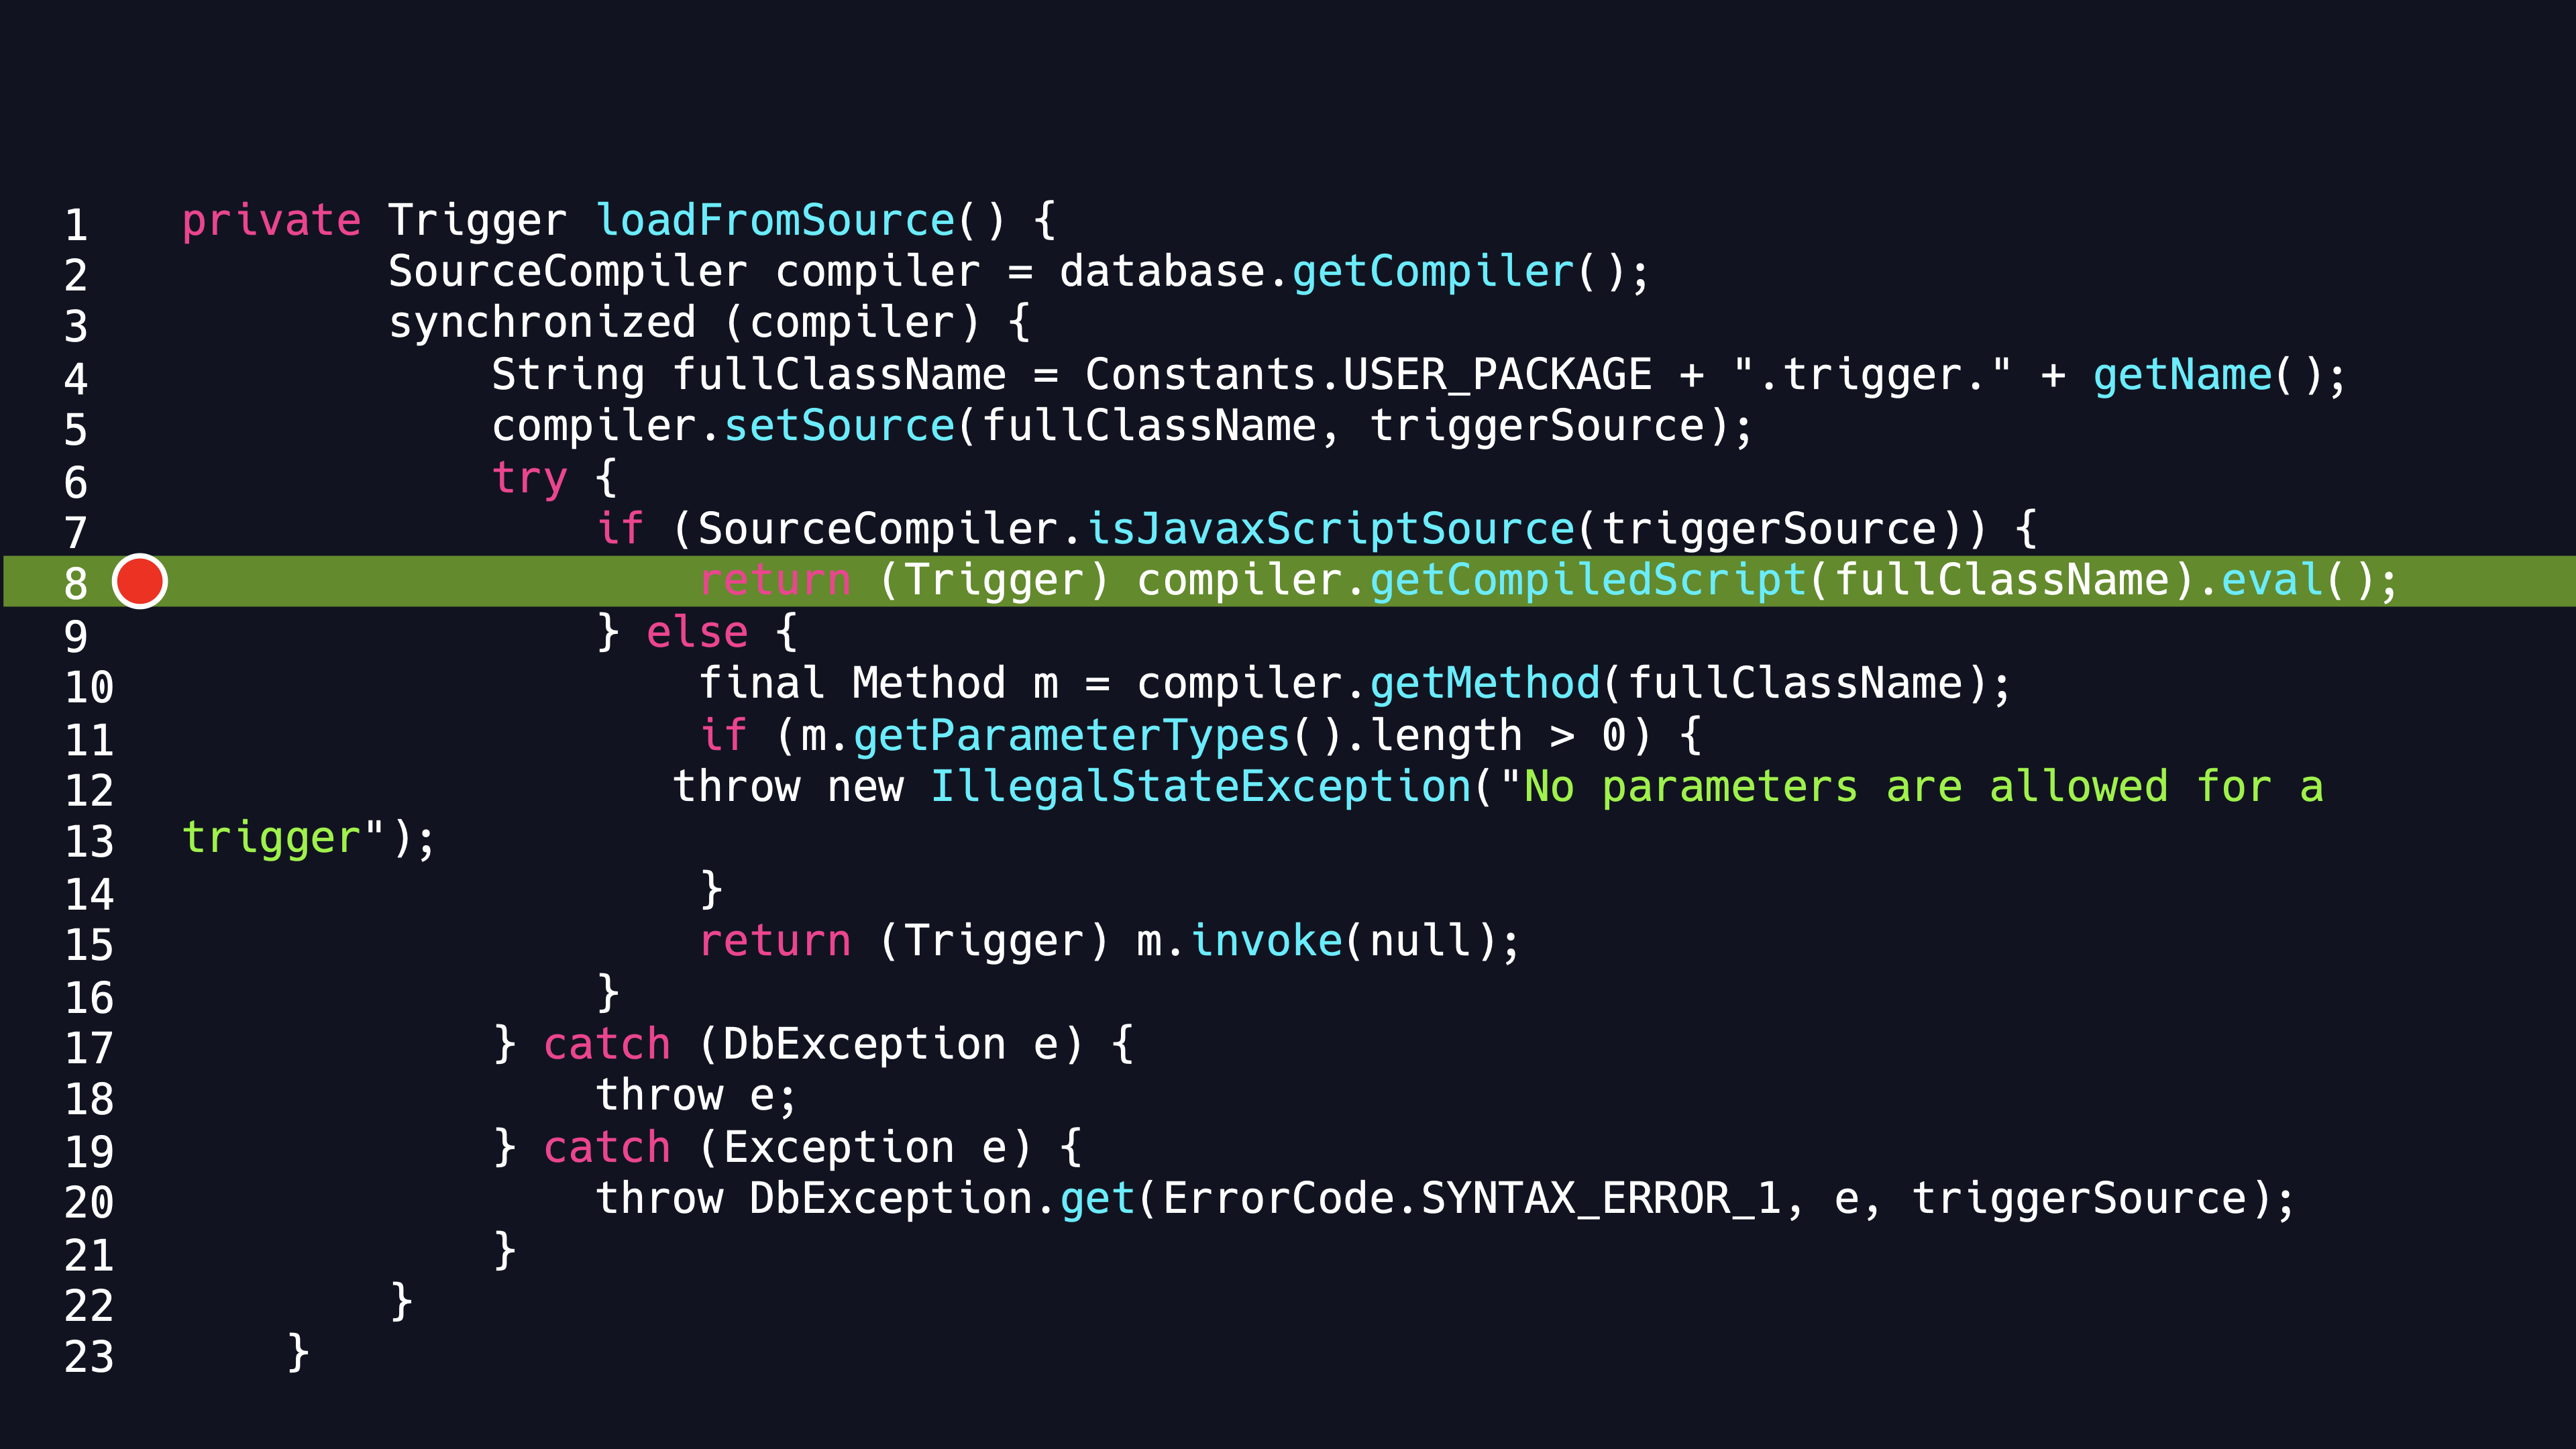 1 private Trigger loadFromSource() {
2 SourceCompiler compiler = database.getCompiler();
3 synchronized (compiler) {
4 String fullClassName = Constants.USER_PACKAGE + ".trigger." + getName();
5 compiler.setSource(fullClassName, triggerSource);
6 try {
7 if (SourceCompiler.isJavaxScriptSource(triggerSource)) {
8 return (Trigger) compiler.getCompiledScript(fullClassName).eval();
9 } else {
10 final Method m = compiler.getMethod(fullClassName);
11 if (m.getParameterTypes().length > 0) {
12 throw new IllegalStateException("No parameters are allowed for a
13 trigger");
14 }
15 return (Trigger) m.invoke(null);
16 }
17 } catch (DbException e) {
18 throw e;
19 } catch (Exception e) {
20 throw DbException.get(ErrorCode.SYNTAX_ERROR_1, e, triggerSource);
21 }
22 }
23 }